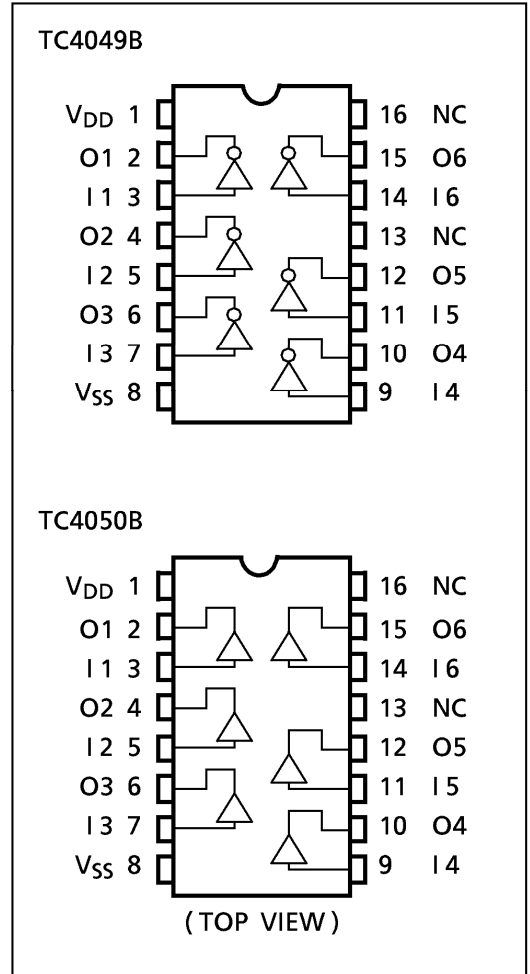 TC4049B
VDD 1 16 NC
O1 2 15 O6
I1 3 14 I6
O2 4 13 NC
I2 5 12 O5
O3 6 11 I5
I3 7 10 O4
VSS 8 9 I4
TC4050B
VDD 1 16 NC
O1 2 15 O6
I1 3 14 I6
O2 4 13 NC
I2 5 12 O5
O3 6 11 I5
I3 7 10 O4
VSS 8 9 I4
(TOP VIEW)